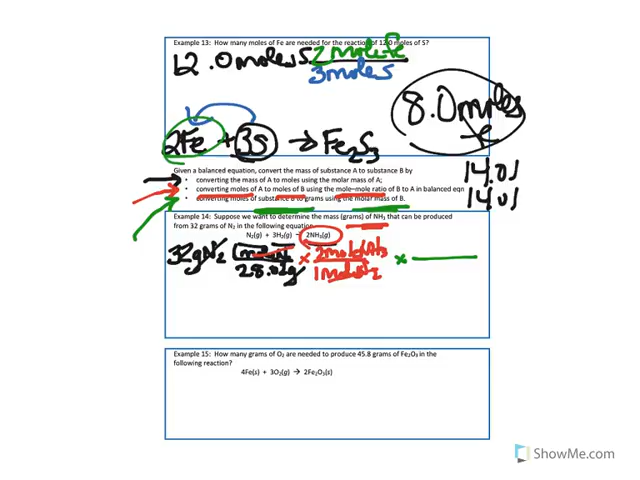 Example 13: How many moles of Fe are needed for the reaction of 12.0 moles of S?
12.0 moles S 2 mole Fe
3 moles S
8.0 moles
Fe
2Fe + 3S → Fe₂S₃
14.01
14.01
Given a balanced equation, convert the mass of substance A to substance B by
• converting the mass of A to moles using the molar mass of A;
• converting moles of A to moles of B using the mole-mole ratio of B to A in balanced eqn
• converting moles of substance B to grams using the molar mass of B.
Example 14: Suppose we want to determine the mass (grams) of NH₃ that can be produced
from 32 grams of N₂ in the following equation
N₂(g) + 3H₂(g) → 2NH₃(g)
32 g N₂ 1 mol N₂ × 2 mol NH₃ ×
28.02 g 1 mol N₂
Example 15: How many grams of O₂ are needed to produce 45.8 grams of Fe₂O₃ in the
following reaction?
4Fe(s) + 3O₂(g) → 2Fe₂O₃(s)
ShowMe.com